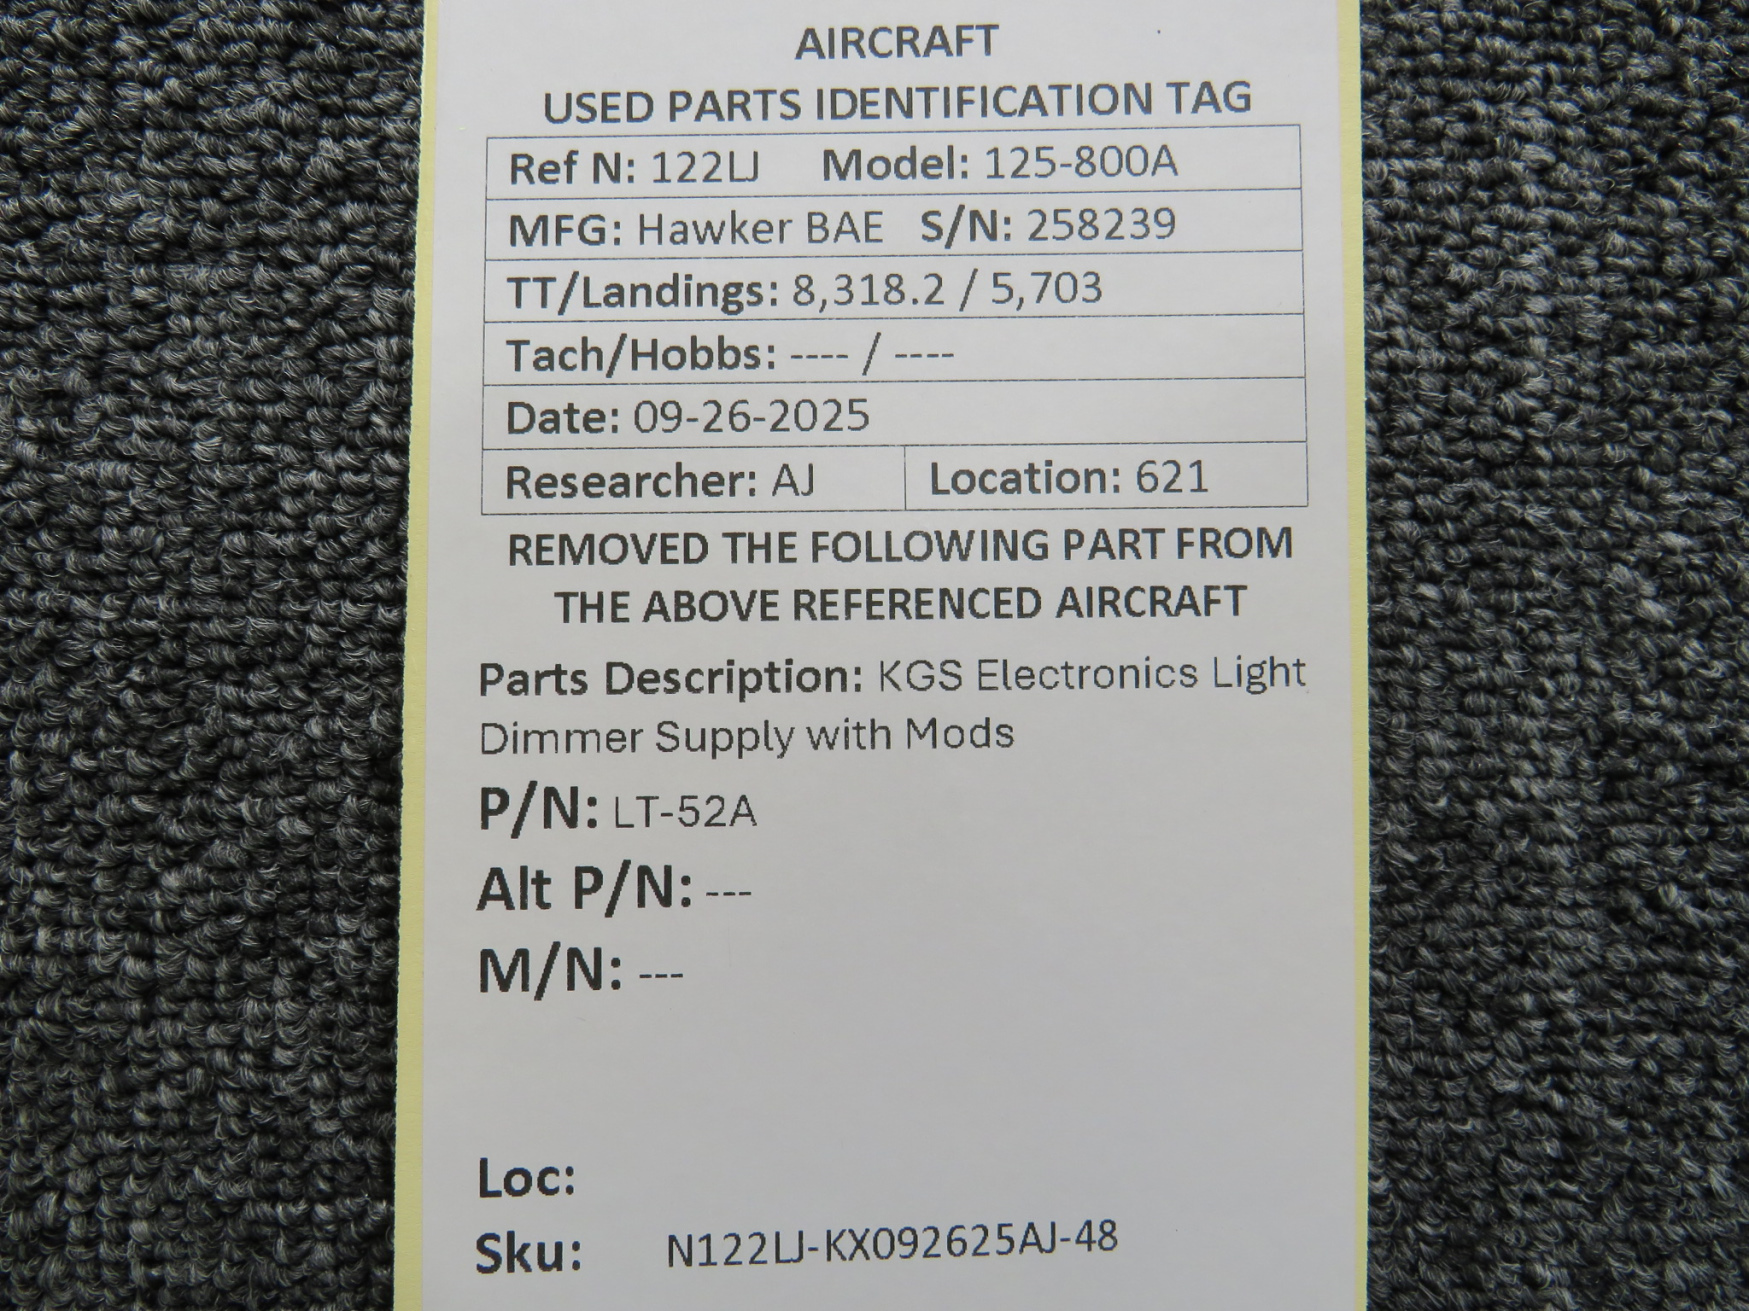 AIRCRAFT
USED PARTS IDENTIFICATION TAG
Ref N: 122LJ Model: 125-800A
MFG: Hawker BAE S/N: 258239
TT/Landings: 8,318.2 / 5,703
Tach/Hobbs: ---- / ----
Date: 09-26-2025
Researcher: AJ Location: 621
REMOVED THE FOLLOWING PART FROM
THE ABOVE REFERENCED AIRCRAFT
Parts Description: KGS Electronics Light
Dimmer Supply with Mods
P/N: LT-52A
Alt P/N: ---
M/N: ---
Loc:
Sku: N122LJ-KX092625AJ-48